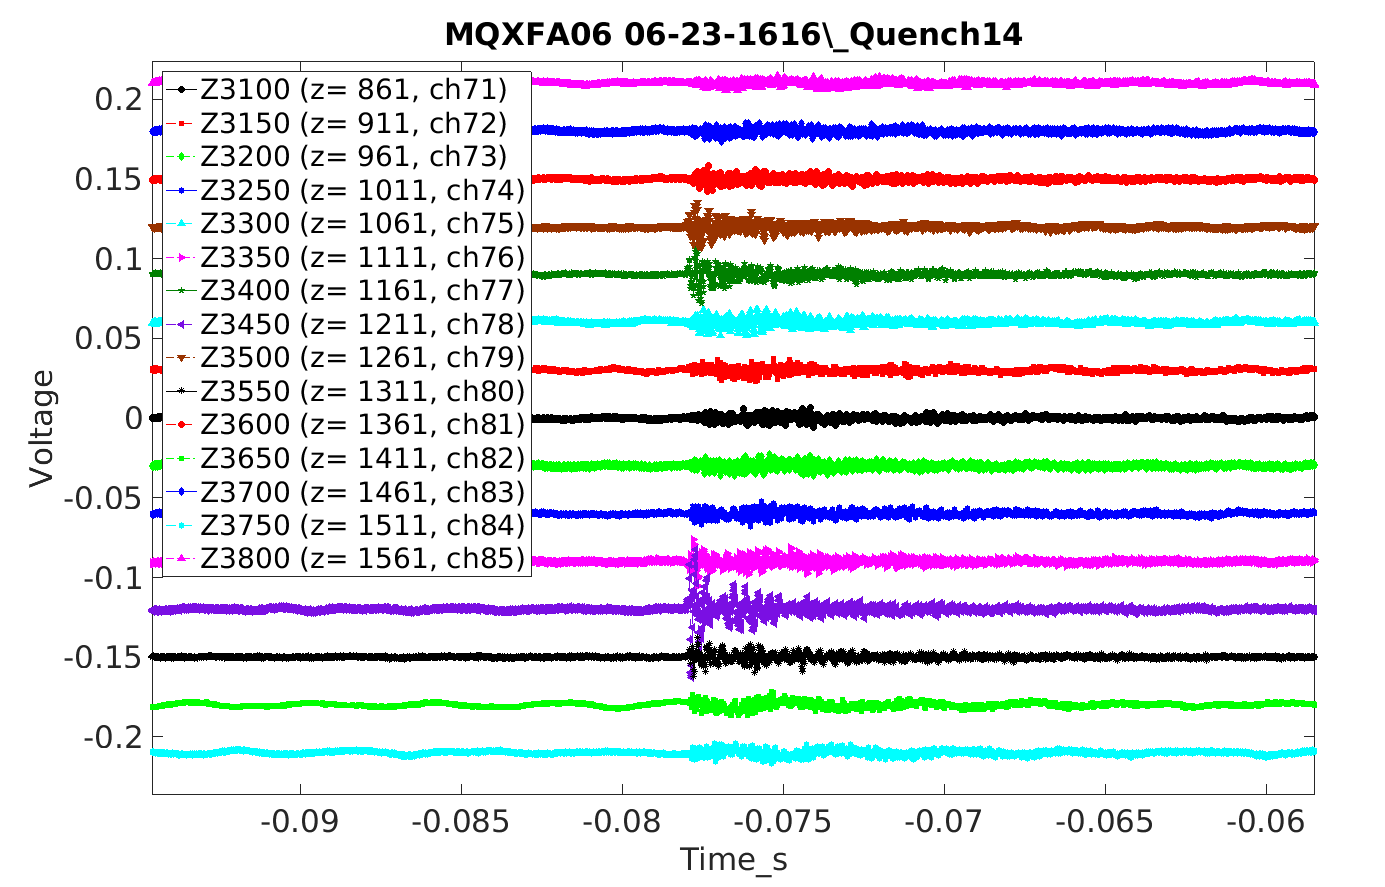 MQXFA06 06-23-1616\_Quench14
Z3100 (z= 861, ch71)
Z3150 (z= 911, ch72)
Z3200 (z= 961, ch73)
Z3250 (z= 1011, ch74)
Z3300 (z= 1061, ch75)
Z3350 (z= 1111, ch76)
Z3400 (z= 1161, ch77)
Z3450 (z= 1211, ch78)
Z3500 (z= 1261, ch79)
Z3550 (z= 1311, ch80)
Z3600 (z= 1361, ch81)
Z3650 (z= 1411, ch82)
Z3700 (z= 1461, ch83)
Z3750 (z= 1511, ch84)
Z3800 (z= 1561, ch85)
0.2
0.15
0.1
0.05
0
-0.05
-0.1
-0.15
-0.2
Voltage
-0.09 -0.085 -0.08 -0.075 -0.07 -0.065 -0.06
Time_s